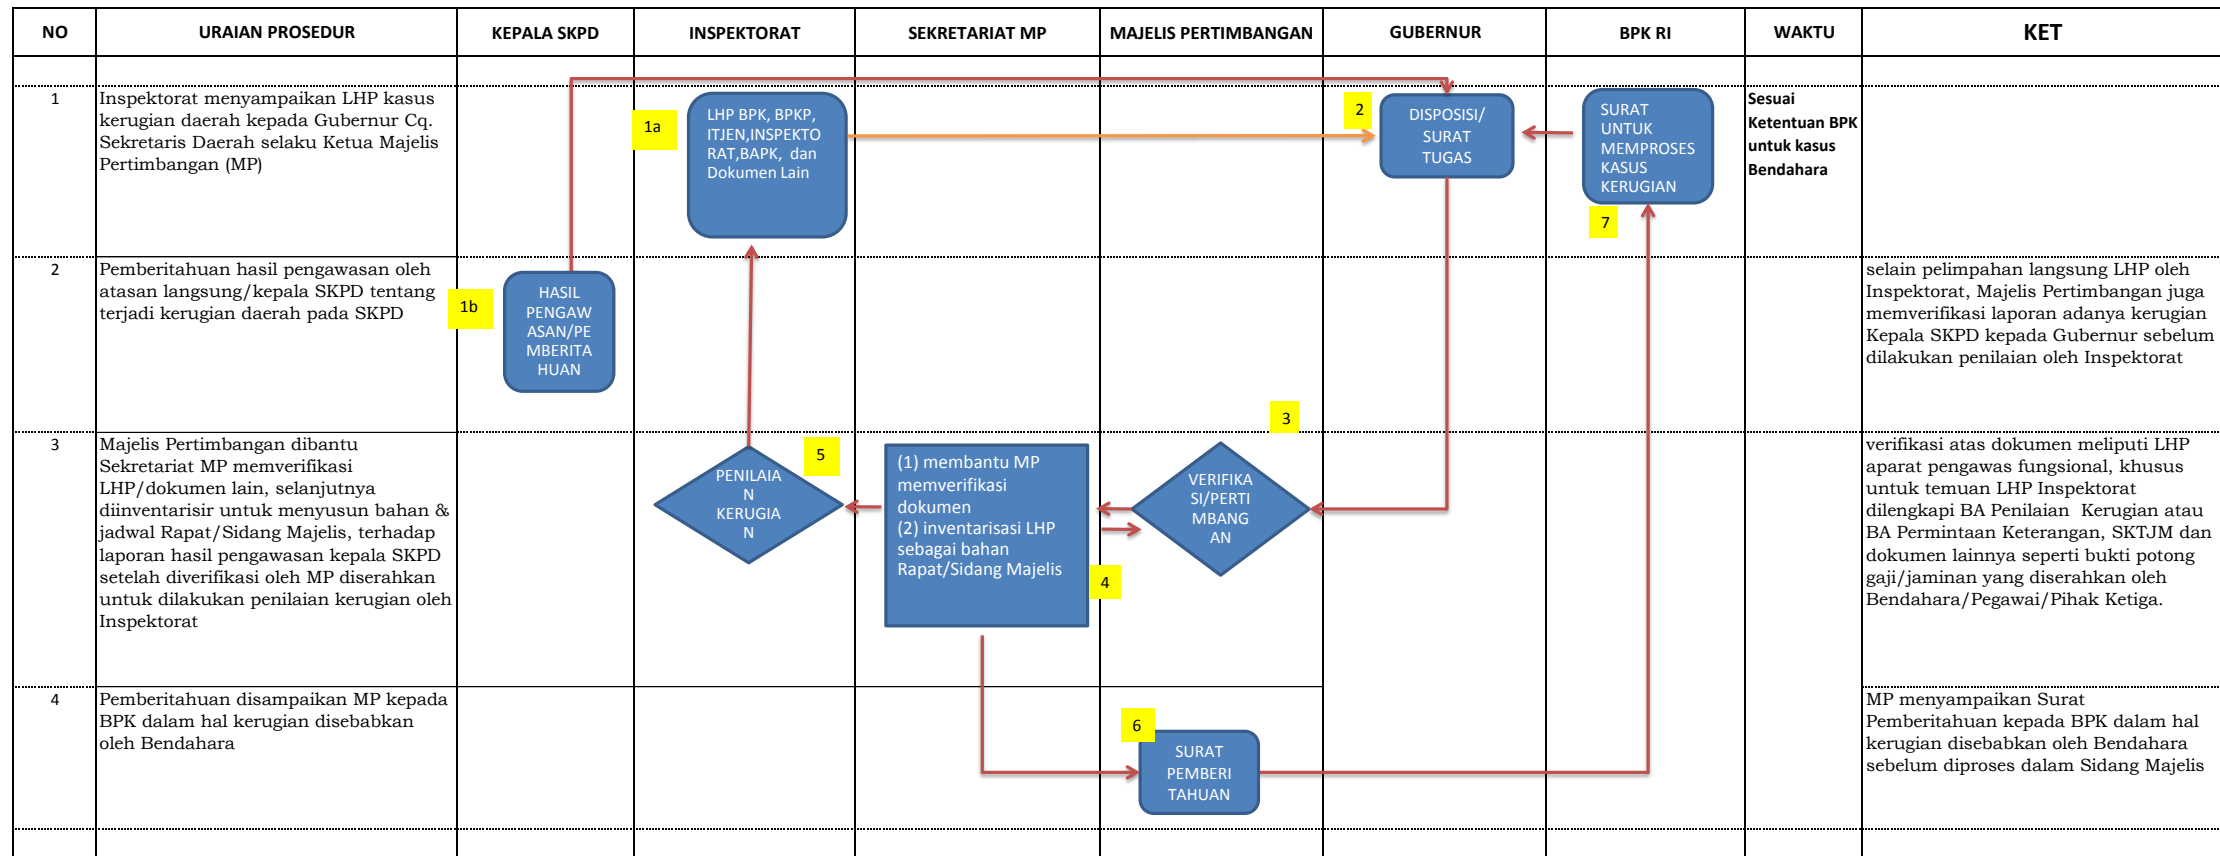 NO
URAIAN PROSEDUR
KEPALA SKPD
INSPEKTORAT
SEKRETARIAT MP
MAJELIS PERTIMBANGAN
GUBERNUR
BPK RI
WAKTU
KET
1
Inspektorat menyampaikan LHP kasus
kerugian daerah kepada Gubernur Cq.
Sekretaris Daerah selaku Ketua Majelis
Pertimbangan (MP)
1a
LHP BPK, BPKP,
ITJEN,INSPEKTO
RAT,BAPK, dan
Dokumen Lain
2
DISPOSISI/
SURAT
TUGAS
SURAT
UNTUK
MEMPROSES
KASUS
KERUGIAN
7
Sesuai
Ketentuan BPK
untuk kasus
Bendahara
2
Pemberitahuan hasil pengawasan oleh
atasan langsung/kepala SKPD tentang
terjadi kerugian daerah pada SKPD
1b
HASIL
PENGAW
ASAN/PE
MBERITA
HUAN
selain pelimpahan langsung LHP oleh
Inspektorat, Majelis Pertimbangan juga
memverifikasi laporan adanya kerugian
Kepala SKPD kepada Gubernur sebelum
dilakukan penilaian oleh Inspektorat
3
Majelis Pertimbangan dibantu
Sekretariat MP memverifikasi
LHP/dokumen lain, selanjutnya
diinventarisir untuk menyusun bahan &
jadwal Rapat/Sidang Majelis, terhadap
laporan hasil pengawasan kepala SKPD
setelah diverifikasi oleh MP diserahkan
untuk dilakukan penilaian kerugian oleh
Inspektorat
PENILAIA
N
KERUGIA
N
5
(1) membantu MP
memverifikasi
dokumen
(2) inventarisasi LHP
sebagai bahan
Rapat/Sidang Majelis
4
3
VERIFIKA
SI/PERTI
MBANG
AN
verifikasi atas dokumen meliputi LHP
aparat pengawas fungsional, khusus
untuk temuan LHP Inspektorat
dilengkapi BA Penilaian Kerugian atau
BA Permintaan Keterangan, SKTJM dan
dokumen lainnya seperti bukti potong
gaji/jaminan yang diserahkan oleh
Bendahara/Pegawai/Pihak Ketiga.
4
Pemberitahuan disampaikan MP kepada
BPK dalam hal kerugian disebabkan
oleh Bendahara
6
SURAT
PEMBERI
TAHUAN
MP menyampaikan Surat
Pemberitahuan kepada BPK dalam hal
kerugian disebabkan oleh Bendahara
sebelum diproses dalam Sidang Majelis